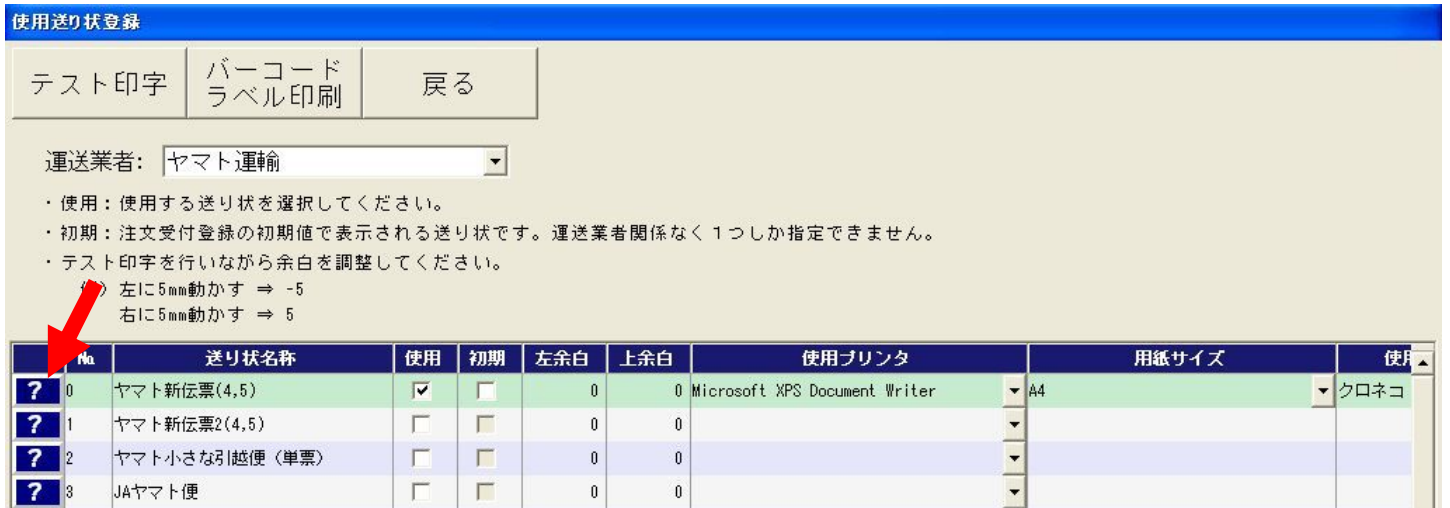 使用送り状登録
テスト印字
バーコード
ラベル印刷
戻る
運送業者: ヤマト運輸
・使用：使用する送り状を選択してください。
・初期：注文受付登録の初期値で表示される送り状です。運送業者関係なく１つしか指定できません。
・テスト印字を行いながら余白を調整してください。
左に5mm動かす ⇒ -5
右に5mm動かす ⇒ 5
No. 送り状名称 使用 初期 左余白 上余白 使用プリンタ 用紙サイズ 使用
? 0 ヤマト新伝票(4,5) 0 0 Microsoft XPS Document Writer A4 クロネコ
? 1 ヤマト新伝票2(4,5) 0 0
? 2 ヤマト小さな引越便（単票） 0 0
? 3 JAヤマト便 0 0